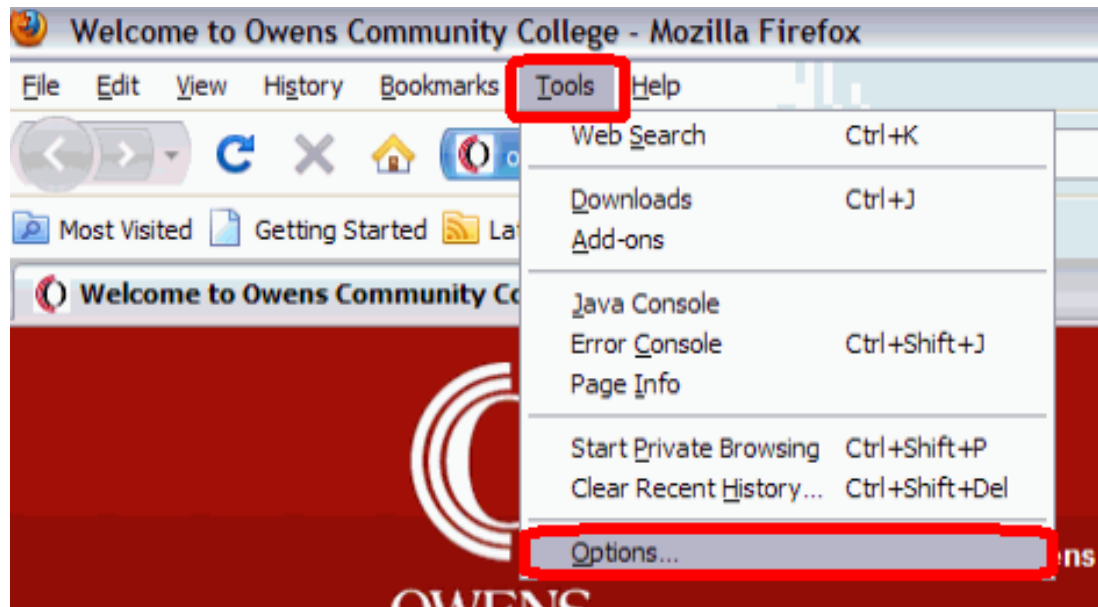 Welcome to Owens Community College - Mozilla Firefox
File Edit View History Bookmarks Tools Help
Web Search Ctrl+K
Downloads Ctrl+J
Most Visited Getting Started
Add-ons
Welcome to Owens Community
Java Console
Error Console Ctrl+Shift+J
Page Info
Start Private Browsing Ctrl+Shift+P
Clear Recent History... Ctrl+Shift+Del
Options...
OWENS